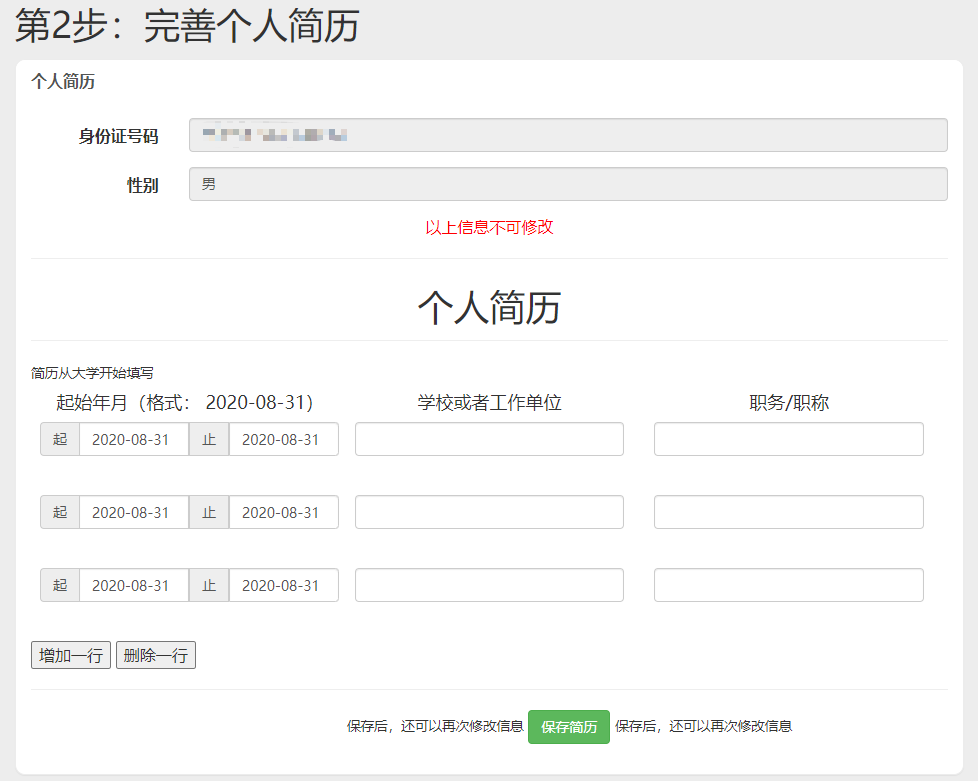 第2步：完善个人简历
个人简历
身份证号码
性别 男
以上信息不可修改
个人简历
简历从大学开始填写
起始年月（格式： 2020-08-31） 学校或者工作单位 职务/职称
起 2020-08-31 止 2020-08-31
起 2020-08-31 止 2020-08-31
起 2020-08-31 止 2020-08-31
增加一行 删除一行
保存后，还可以再次修改信息 保存简历 保存后，还可以再次修改信息